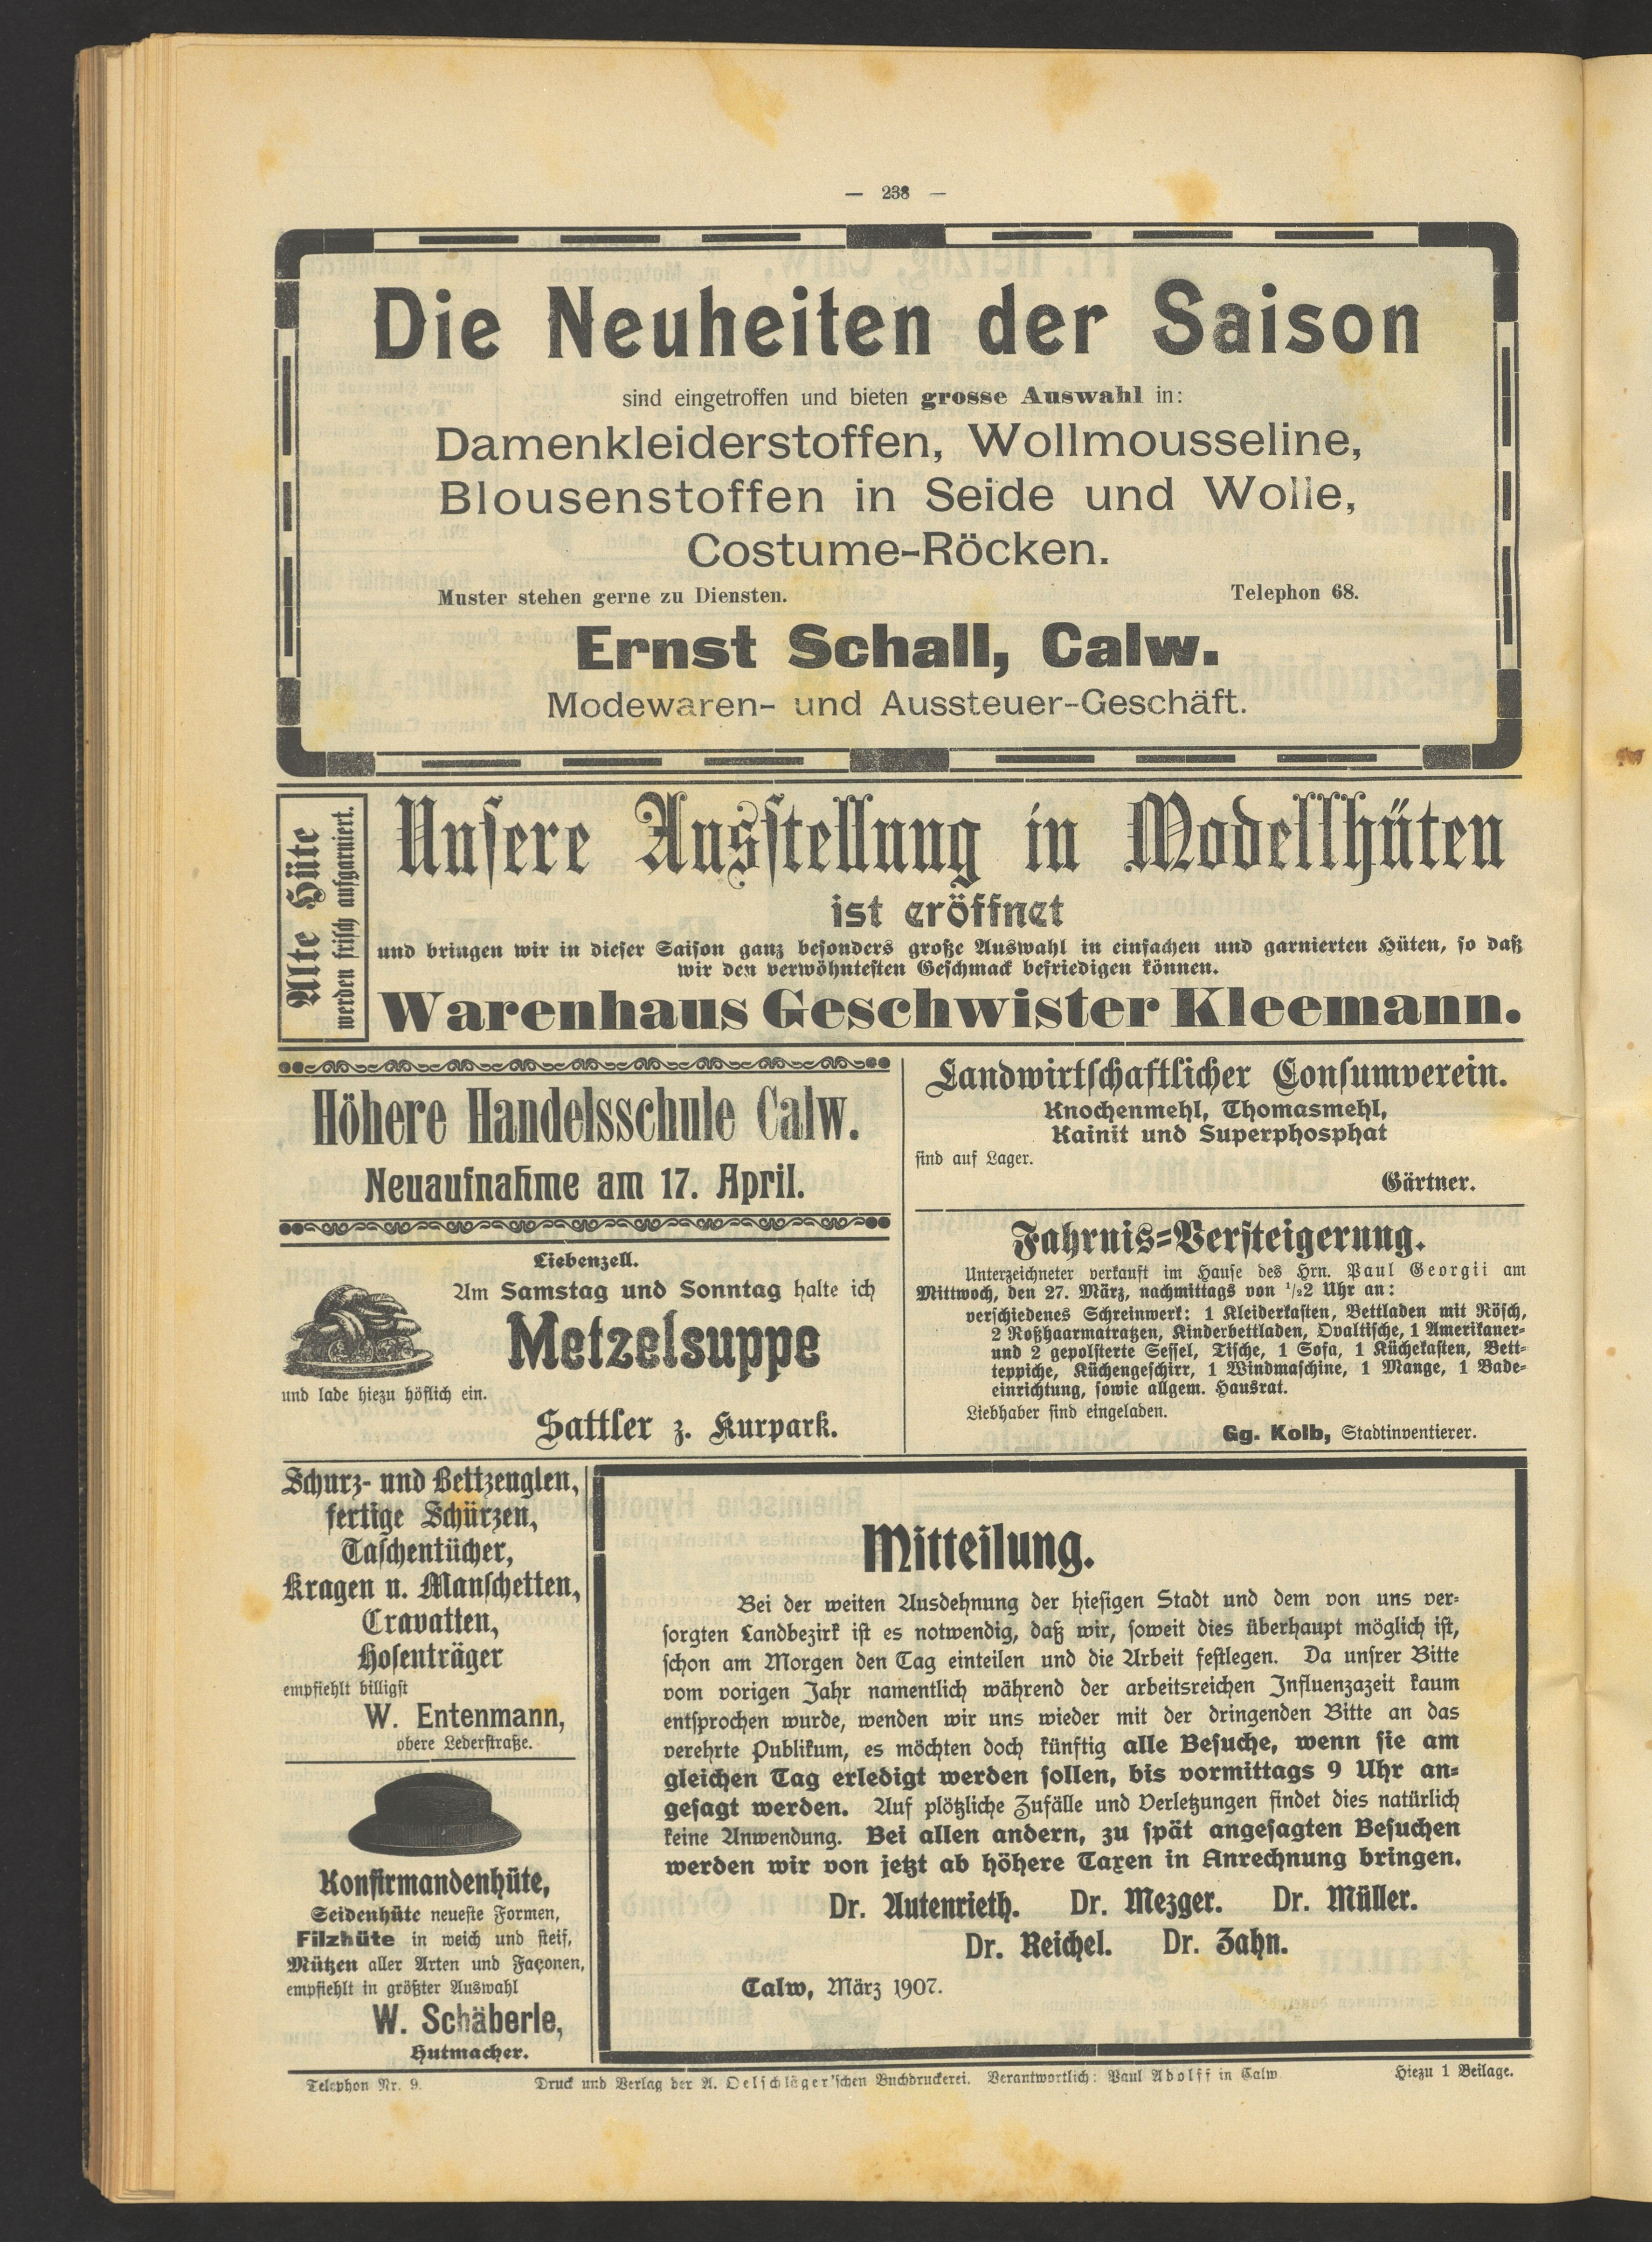 — 238 —
Die Neuheiten der Saison
sind eingetroffen und bieten grosse Auswahl in:
Damenkleiderstoffen, Wollmousseline,
Blousenstoffen in Seide und Wolle,
Costume-Röcken.
Muster stehen gerne zu Diensten. Telephon 68.
Ernst Schall, Calw.
Modewaren- und Aussteuer-Geschäft.
Alte Hüte
werden frisch aufgarniert.
Unsere Ausstellung in Modellhüten
ist eröffnet
und bringen wir in dieser Saison ganz besonders große Auswahl in einfachen und garnierten Hüten, so daß
wir den verwöhntesten Geschmack befriedigen können.
Warenhaus Geschwister Kleemann.
Höhere Handelsschule Calw.
Neuaufnahme am 17. April.
Liebenzell.
Am Samstag und Sonntag halte ich
Metzelsuppe
und lade hiezu höflich ein.
Sattler z. Kurpark.
Landwirtschaftlicher Consumverein.
Knochenmehl, Thomasmehl,
Kainit und Superphosphat
sind auf Lager.
Gärtner.
Fahrnis-Versteigerung.
Unterzeichneter verkauft im Hause des Hrn. Paul Georgii am
Mittwoch, den 27. März, nachmittags von 1/2 2 Uhr an:
verschiedenes Schreinwerk: 1 Kleiderkasten, Bettladen mit Rösch,
2 Roßhaarmatratzen, Kinderbettladen, Ovaltische, 1 Amerikaner-
und 2 gepolsterte Sessel, Tische, 1 Sofa, 1 Küchekasten, Bett-
teppiche, Küchengeschirr, 1 Windmaschine, 1 Mange, 1 Bade-
einrichtung, sowie allgem. Hausrat.
Liebhaber sind eingeladen.
Gg. Kolb, Stadtinventierer.
Schurz- und Bettzeuglen,
fertige Schürzen,
Taschentücher,
Kragen u. Manschetten,
Cravatten,
Hosenträger
empfiehlt billigst
W. Entenmann,
obere Lederstraße.
Konfirmandenhüte,
Seidenhüte neueste Formen,
Filzhüte in weich und steif,
Mützen aller Arten und Façonen,
empfiehlt in größter Auswahl
W. Schäberle,
Hutmacher.
Mitteilung.
Bei der weiten Ausdehnung der hiesigen Stadt und dem von uns ver-
sorgten Landbezirk ist es notwendig, daß wir, soweit dies überhaupt möglich ist,
schon am Morgen den Tag einteilen und die Arbeit festlegen. Da unsrer Bitte
vom vorigen Jahr namentlich während der arbeitsreichen Influenzazeit kaum
entsprochen wurde, wenden wir uns wieder mit der dringenden Bitte an das
verehrte Publikum, es möchten doch künftig alle Besuche, wenn sie am
gleichen Tag erledigt werden sollen, bis vormittags 9 Uhr an-
gesagt werden. Auf plötzliche Zufälle und Verletzungen findet dies natürlich
keine Anwendung. Bei allen andern, zu spät angesagten Besuchen
werden wir von jetzt ab höhere Taxen in Anrechnung bringen.
Dr. Autenrieth. Dr. Mezger. Dr. Müller.
Dr. Reichel. Dr. Zahn.
Calw, März 1907.
Telephon Nr. 9. Druck und Verlag der A. Oelschläger'schen Buchdruckerei. Verantwortlich: Paul Adolff in Calw. Hiezu 1 Beilage.